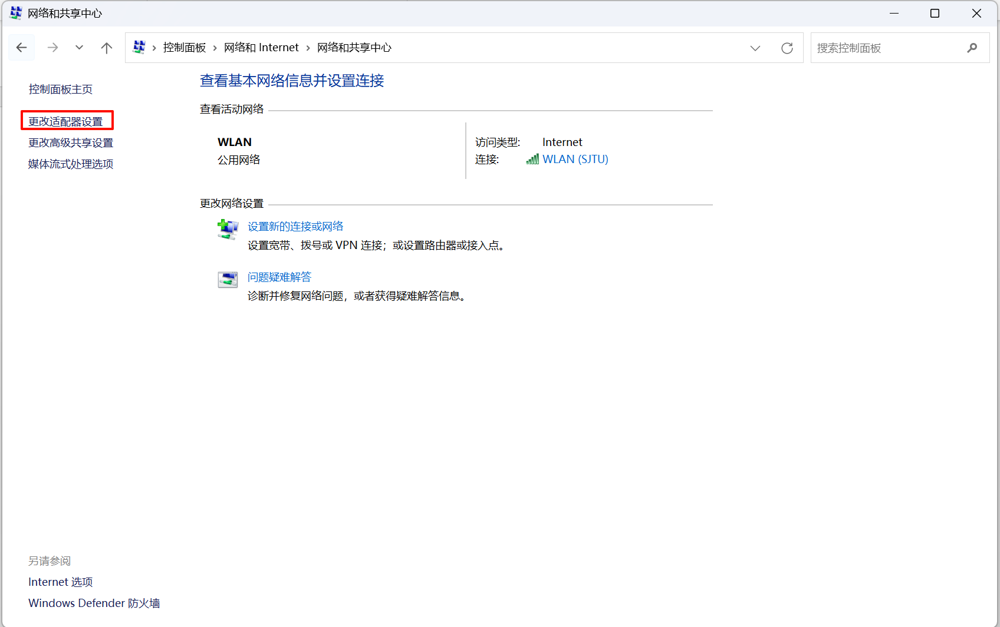 网络和共享中心
控制面板 > 网络和 Internet > 网络和共享中心
搜索控制面板
控制面板主页
更改适配器设置
更改高级共享设置
媒体流式处理选项
查看基本网络信息并设置连接
查看活动网络
WLAN
公用网络
访问类型: Internet
连接: WLAN (SJTU)
更改网络设置
设置新的连接或网络
设置宽带、拨号或 VPN 连接；或设置路由器或接入点。
问题疑难解答
诊断并修复网络问题，或者获得疑难解答信息。
另请参阅
Internet 选项
Windows Defender 防火墙